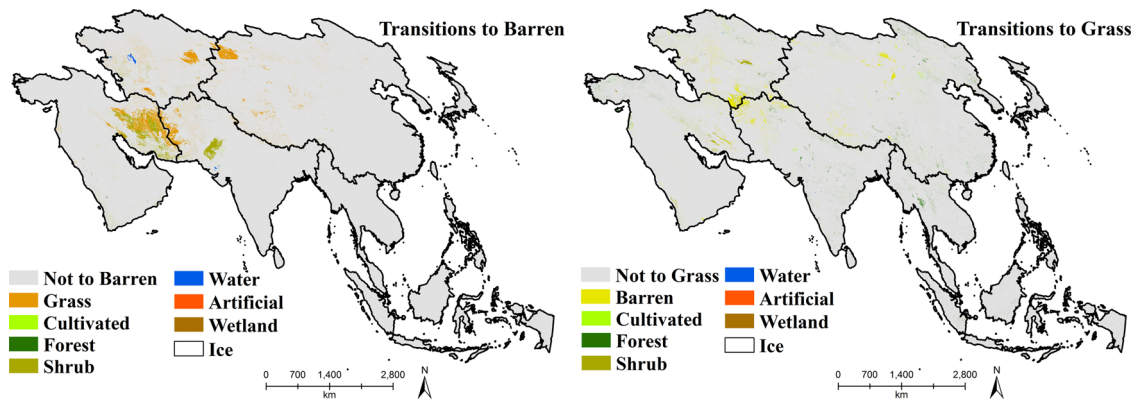 Transitions to Barren
Not to Barren
Grass
Cultivated
Forest
Shrub
Water
Artificial
Wetland
Ice
0 700 1,400 2,800
km
N
Transitions to Grass
Not to Grass
Barren
Cultivated
Forest
Shrub
Water
Artificial
Wetland
Ice
0 700 1,400 2,800
km
N